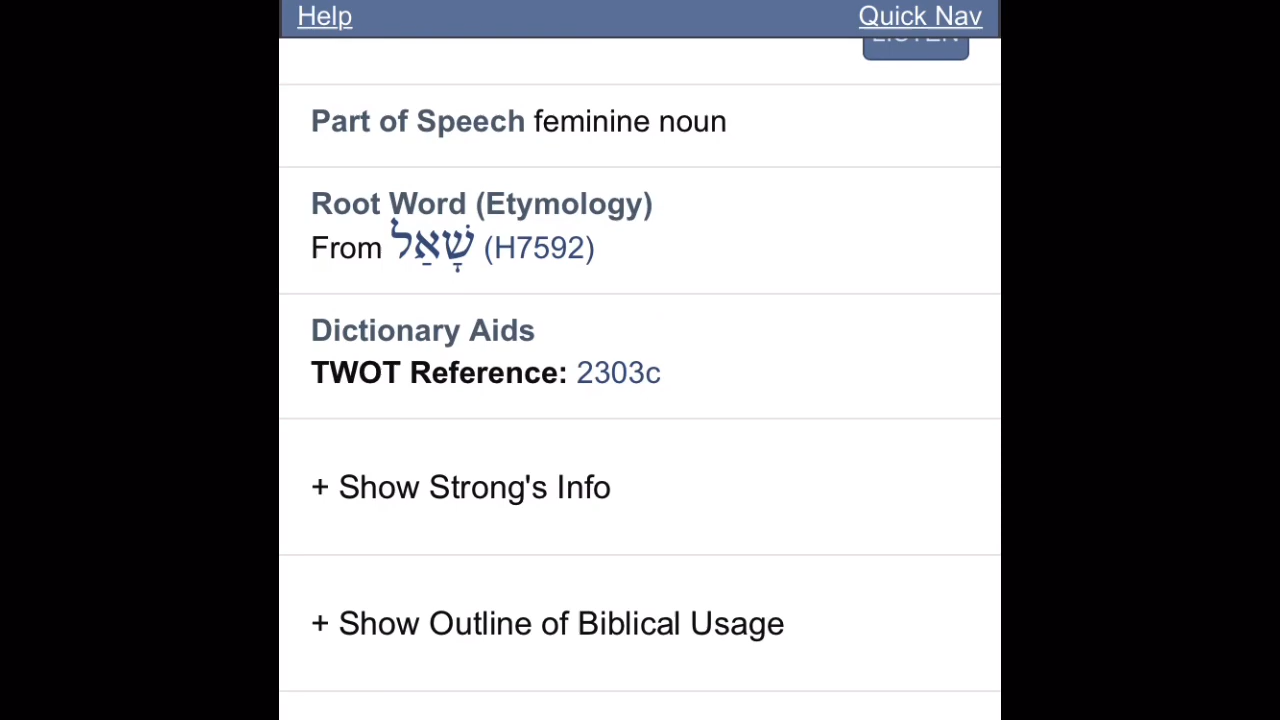 Help Quick Nav
LISTEN
Part of Speech feminine noun
Root Word (Etymology)
From שָׁאַל (H7592)
Dictionary Aids
TWOT Reference: 2303c
+ Show Strong's Info
+ Show Outline of Biblical Usage